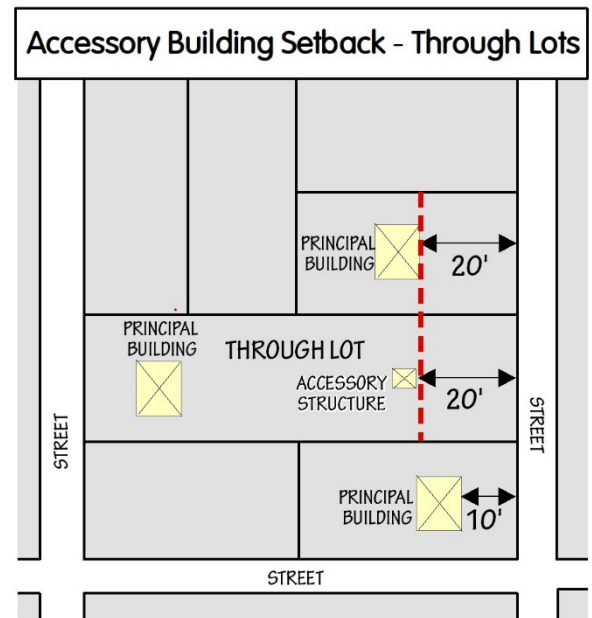 Accessory Building Setback - Through Lots
PRINCIPAL
BUILDING
20'
PRINCIPAL
BUILDING
THROUGH LOT
ACCESSORY
STRUCTURE
20'
STREET
STREET
PRINCIPAL
BUILDING
10'
STREET